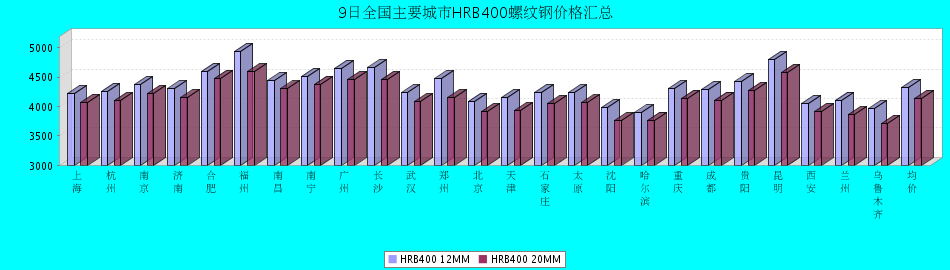 9日全国主要城市HRB400螺纹钢价格汇总
5000
4500
4000
3500
3000
上海 杭州 南京 济南 合肥 福州 南昌 南宁 广州 长沙 武汉 郑州 北京 天津 石家庄 太原 沈阳 哈尔滨 重庆 成都 贵阳 昆明 西安 兰州 乌鲁木齐 均价
HRB400 12MM HRB400 20MM